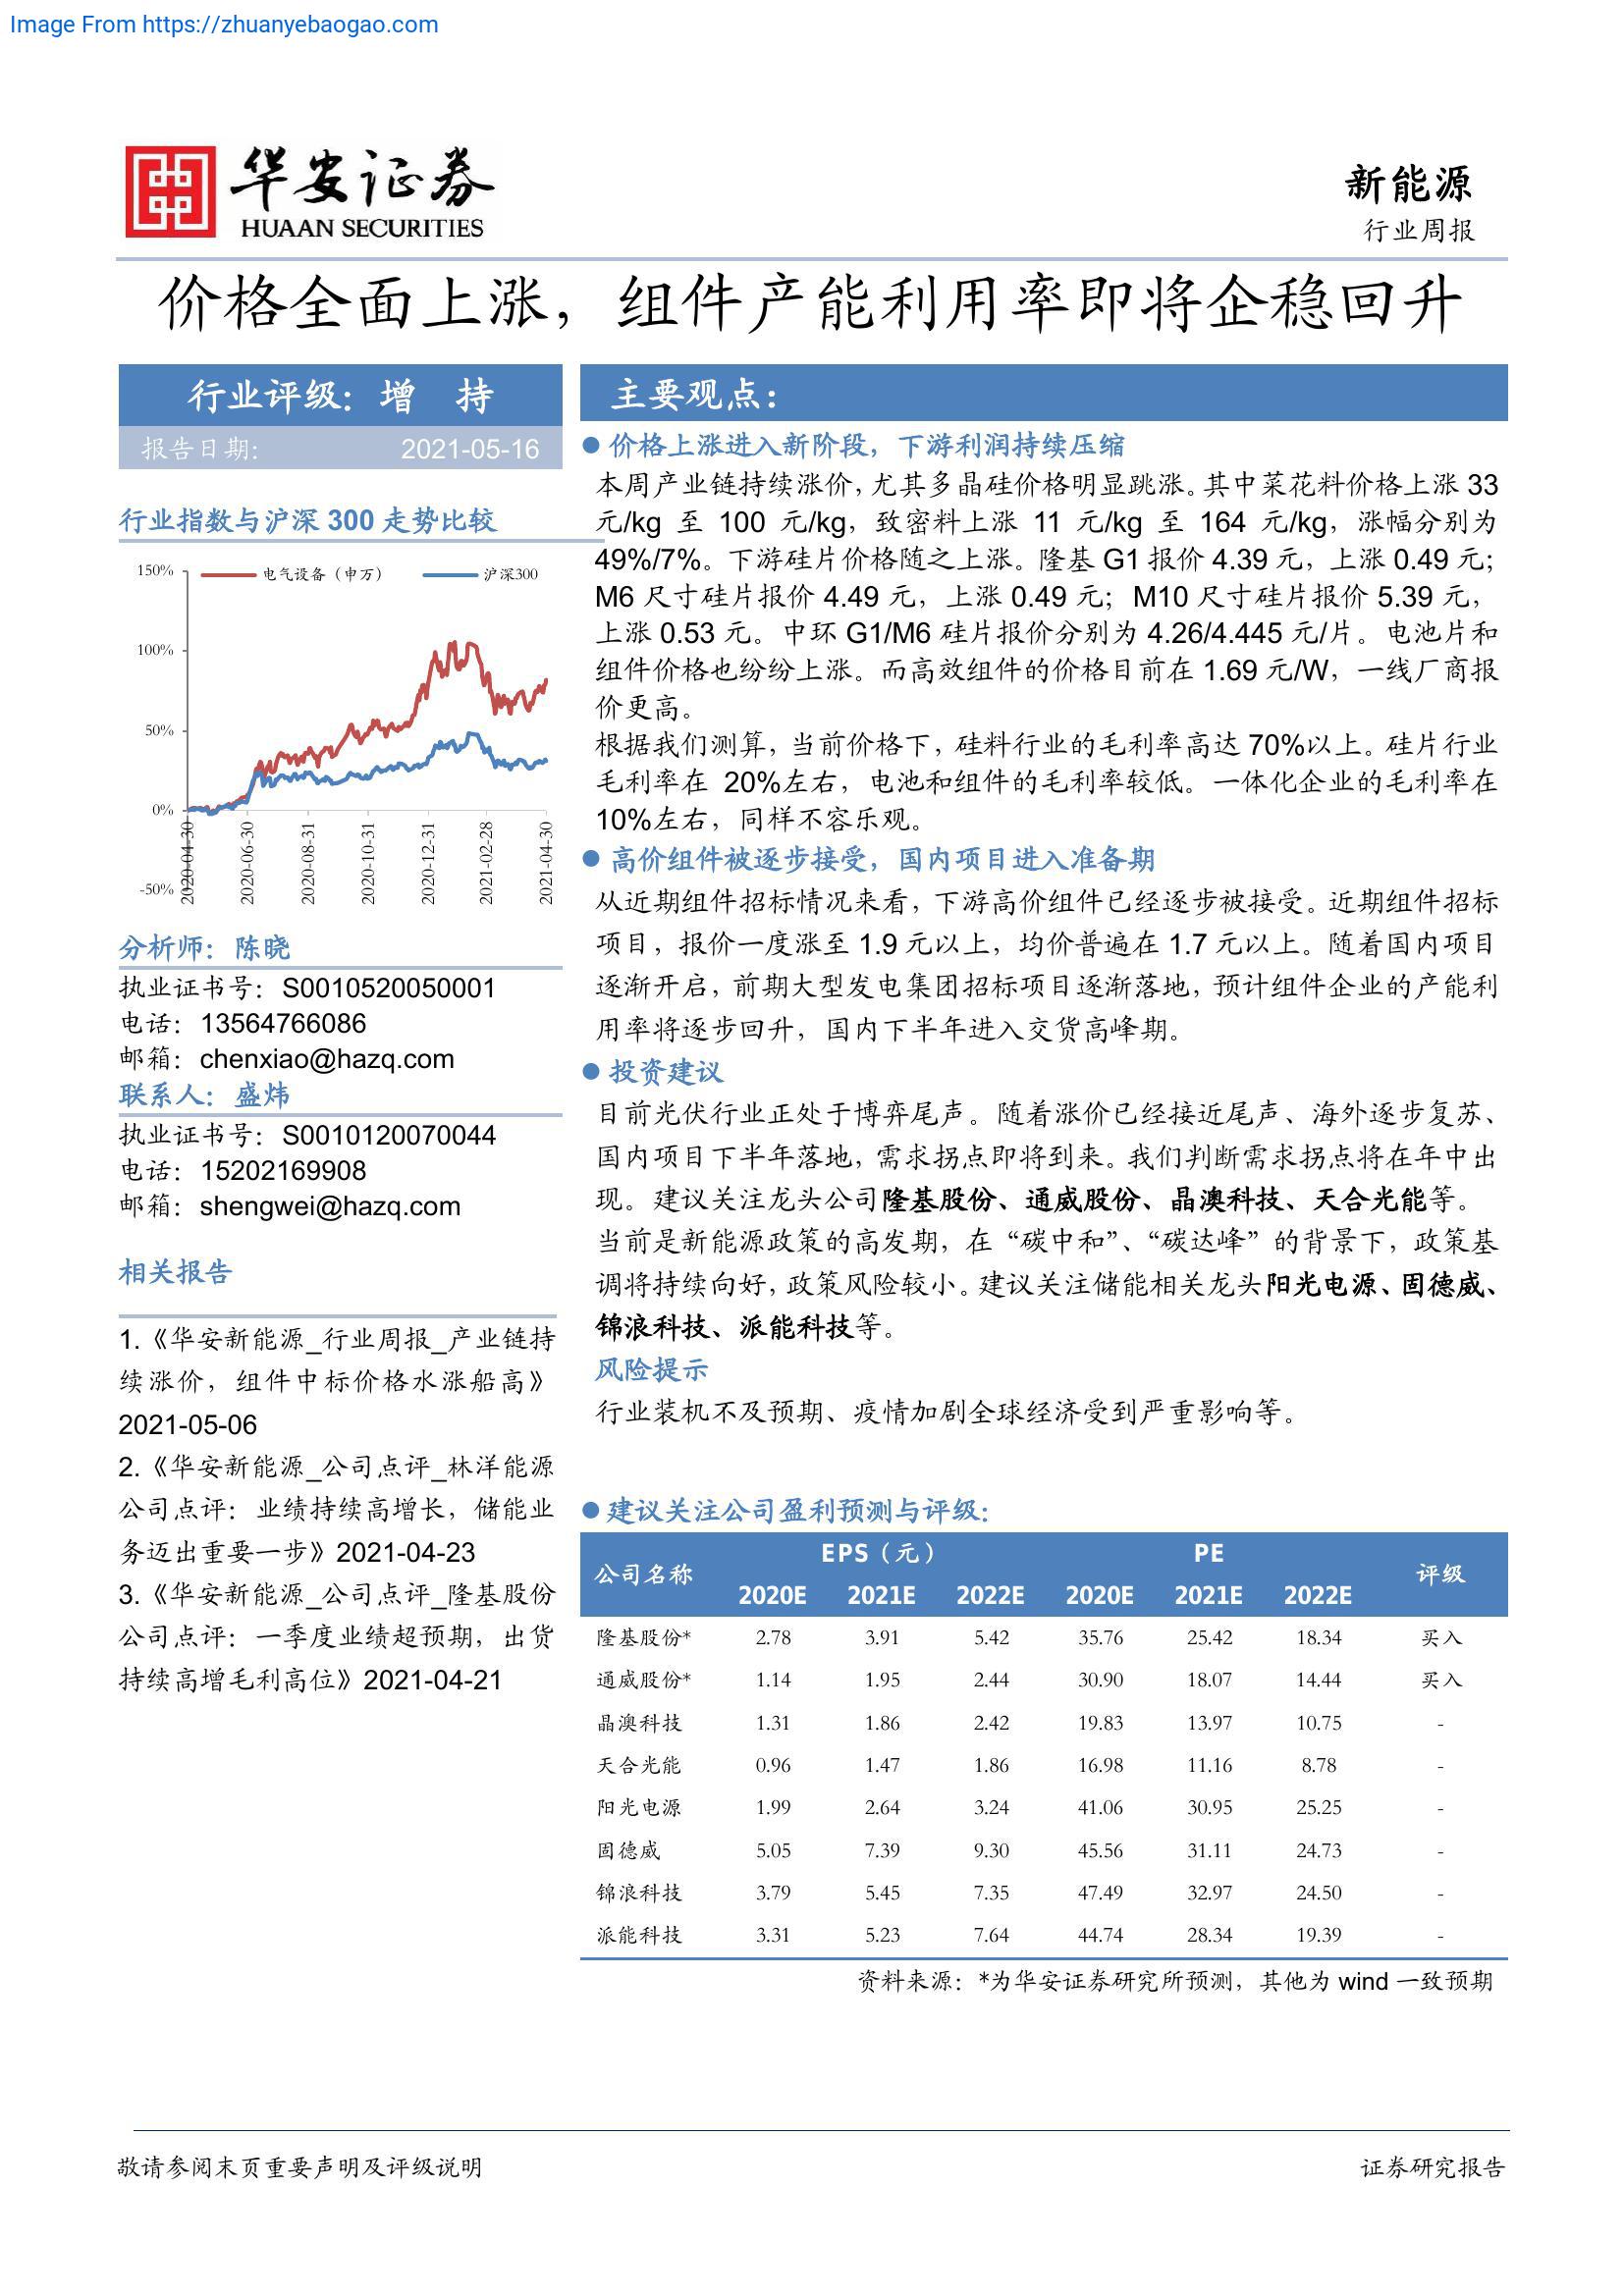 Image From https://zhuanyebaogao.com
华安证券
HUAAN SECURITIES
新能源
行业周报
价格全面上涨，组件产能利用率即将企稳回升
行业评级：增 持
报告日期： 2021-05-16
行业指数与沪深 300 走势比较
电气设备（申万） 沪深300
150%
100%
50%
0%
-50%
2020-04-30
2020-06-30
2020-08-31
2020-10-31
2020-12-31
2021-02-28
2021-04-30
分析师：陈晓
执业证书号：S0010520050001
电话：13564766086
邮箱：chenxiao@hazq.com
联系人：盛炜
执业证书号：S0010120070044
电话：15202169908
邮箱：shengwei@hazq.com
相关报告
1.《华安新能源_行业周报_产业链持
续涨价，组件中标价格水涨船高》
2021-05-06
2.《华安新能源_公司点评_林洋能源
公司点评：业绩持续高增长，储能业
务迈出重要一步》2021-04-23
3.《华安新能源_公司点评_隆基股份
公司点评：一季度业绩超预期，出货
持续高增毛利高位》2021-04-21
主要观点：
● 价格上涨进入新阶段，下游利润持续压缩
本周产业链持续涨价，尤其多晶硅价格明显跳涨。其中菜花料价格上涨 33
元/kg 至 100 元/kg，致密料上涨 11 元/kg 至 164 元/kg，涨幅分别为
49%/7%。下游硅片价格随之上涨。隆基 G1 报价 4.39 元，上涨 0.49 元；
M6 尺寸硅片报价 4.49 元，上涨 0.49 元；M10 尺寸硅片报价 5.39 元，
上涨 0.53 元。中环 G1/M6 硅片报价分别为 4.26/4.445 元/片。电池片和
组件价格也纷纷上涨。而高效组件的价格目前在 1.69 元/W，一线厂商报
价更高。
根据我们测算，当前价格下，硅料行业的毛利率高达 70%以上。硅片行业
毛利率在 20%左右，电池和组件的毛利率较低。一体化企业的毛利率在
10%左右，同样不容乐观。
● 高价组件被逐步接受，国内项目进入准备期
从近期组件招标情况来看，下游高价组件已经逐步被接受。近期组件招标
项目，报价一度涨至 1.9 元以上，均价普遍在 1.7 元以上。随着国内项目
逐渐开启，前期大型发电集团招标项目逐渐落地，预计组件企业的产能利
用率将逐步回升，国内下半年进入交货高峰期。
● 投资建议
目前光伏行业正处于博弈尾声。随着涨价已经接近尾声、海外逐步复苏、
国内项目下半年落地，需求拐点即将到来。我们判断需求拐点将在年中出
现。建议关注龙头公司隆基股份、通威股份、晶澳科技、天合光能等。
当前是新能源政策的高发期，在“碳中和”、“碳达峰”的背景下，政策基
调将持续向好，政策风险较小。建议关注储能相关龙头阳光电源、固德威、
锦浪科技、派能科技等。
风险提示
行业装机不及预期、疫情加剧全球经济受到严重影响等。
● 建议关注公司盈利预测与评级：
公司名称 EPS（元） PE 评级
2020E 2021E 2022E 2020E 2021E 2022E
隆基股份* 2.78 3.91 5.42 35.76 25.42 18.34 买入
通威股份* 1.14 1.95 2.44 30.90 18.07 14.44 买入
晶澳科技 1.31 1.86 2.42 19.83 13.97 10.75 -
天合光能 0.96 1.47 1.86 16.98 11.16 8.78 -
阳光电源 1.99 2.64 3.24 41.06 30.95 25.25 -
固德威 5.05 7.39 9.30 45.56 31.11 24.73 -
锦浪科技 3.79 5.45 7.35 47.49 32.97 24.50 -
派能科技 3.31 5.23 7.64 44.74 28.34 19.39 -
资料来源：*为华安证券研究所预测，其他为 wind 一致预期
敬请参阅末页重要声明及评级说明 证券研究报告